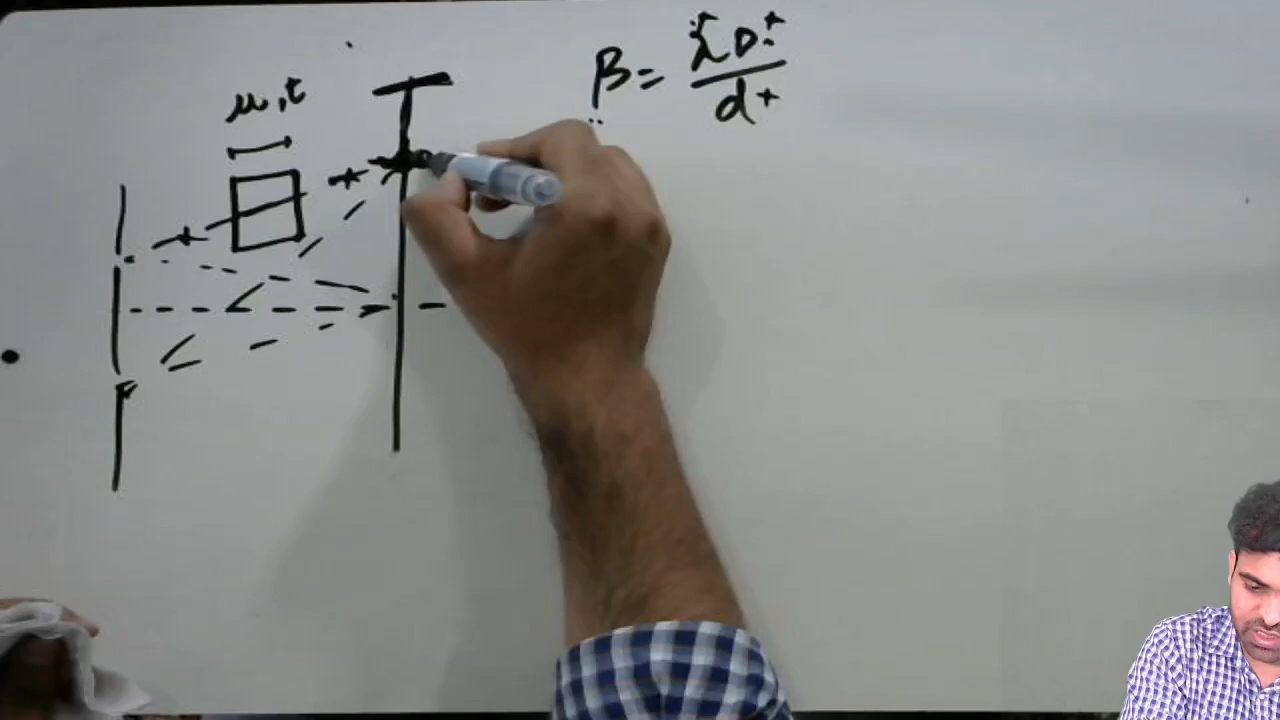 μ, t
β = λD/d